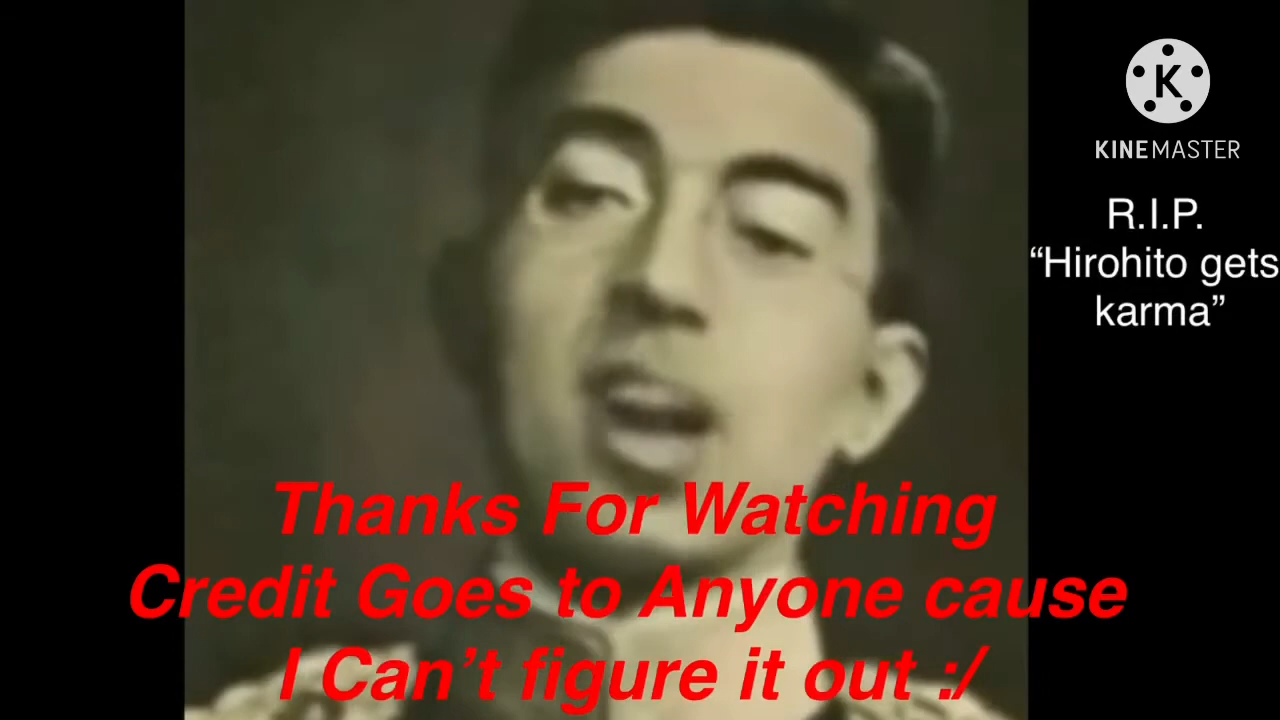 K
KINEMASTER
R.I.P.
“Hirohito gets
karma”
Thanks For Watching
Credit Goes to Anyone cause
I Can’t figure it out :/